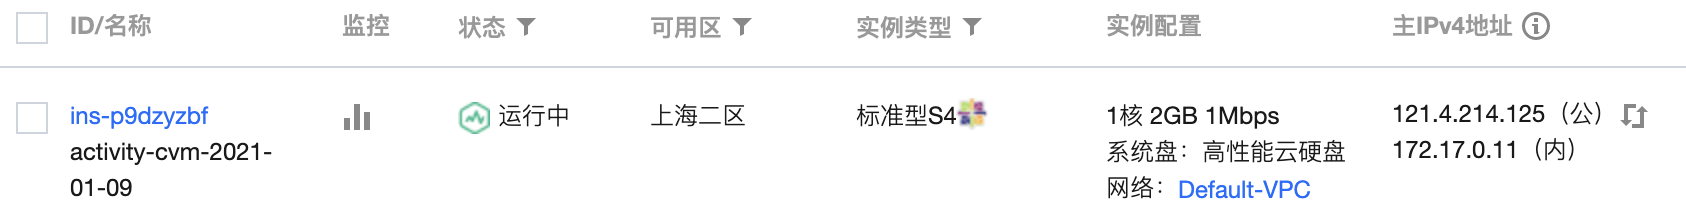 ID/名称 监控 状态 可用区 实例类型 实例配置 主IPv4地址
ins-p9dzyzbf 运行中 上海二区 标准型S4 1核 2GB 1Mbps 121.4.214.125（公）
activity-cvm-2021- 系统盘：高性能云硬盘 172.17.0.11（内）
01-09 网络：Default-VPC